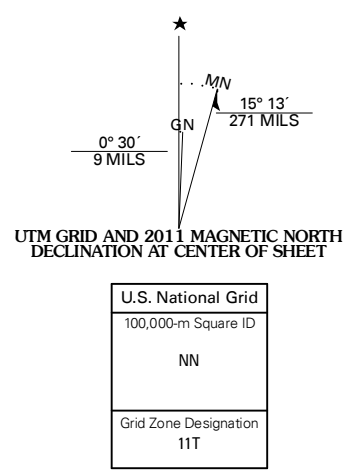 ★
MN
15° 13´
271 MILS
GN
0° 30´
9 MILS
UTM GRID AND 2011 MAGNETIC NORTH
DECLINATION AT CENTER OF SHEET
U.S. National Grid
100,000-m Square ID
NN
Grid Zone Designation
11T